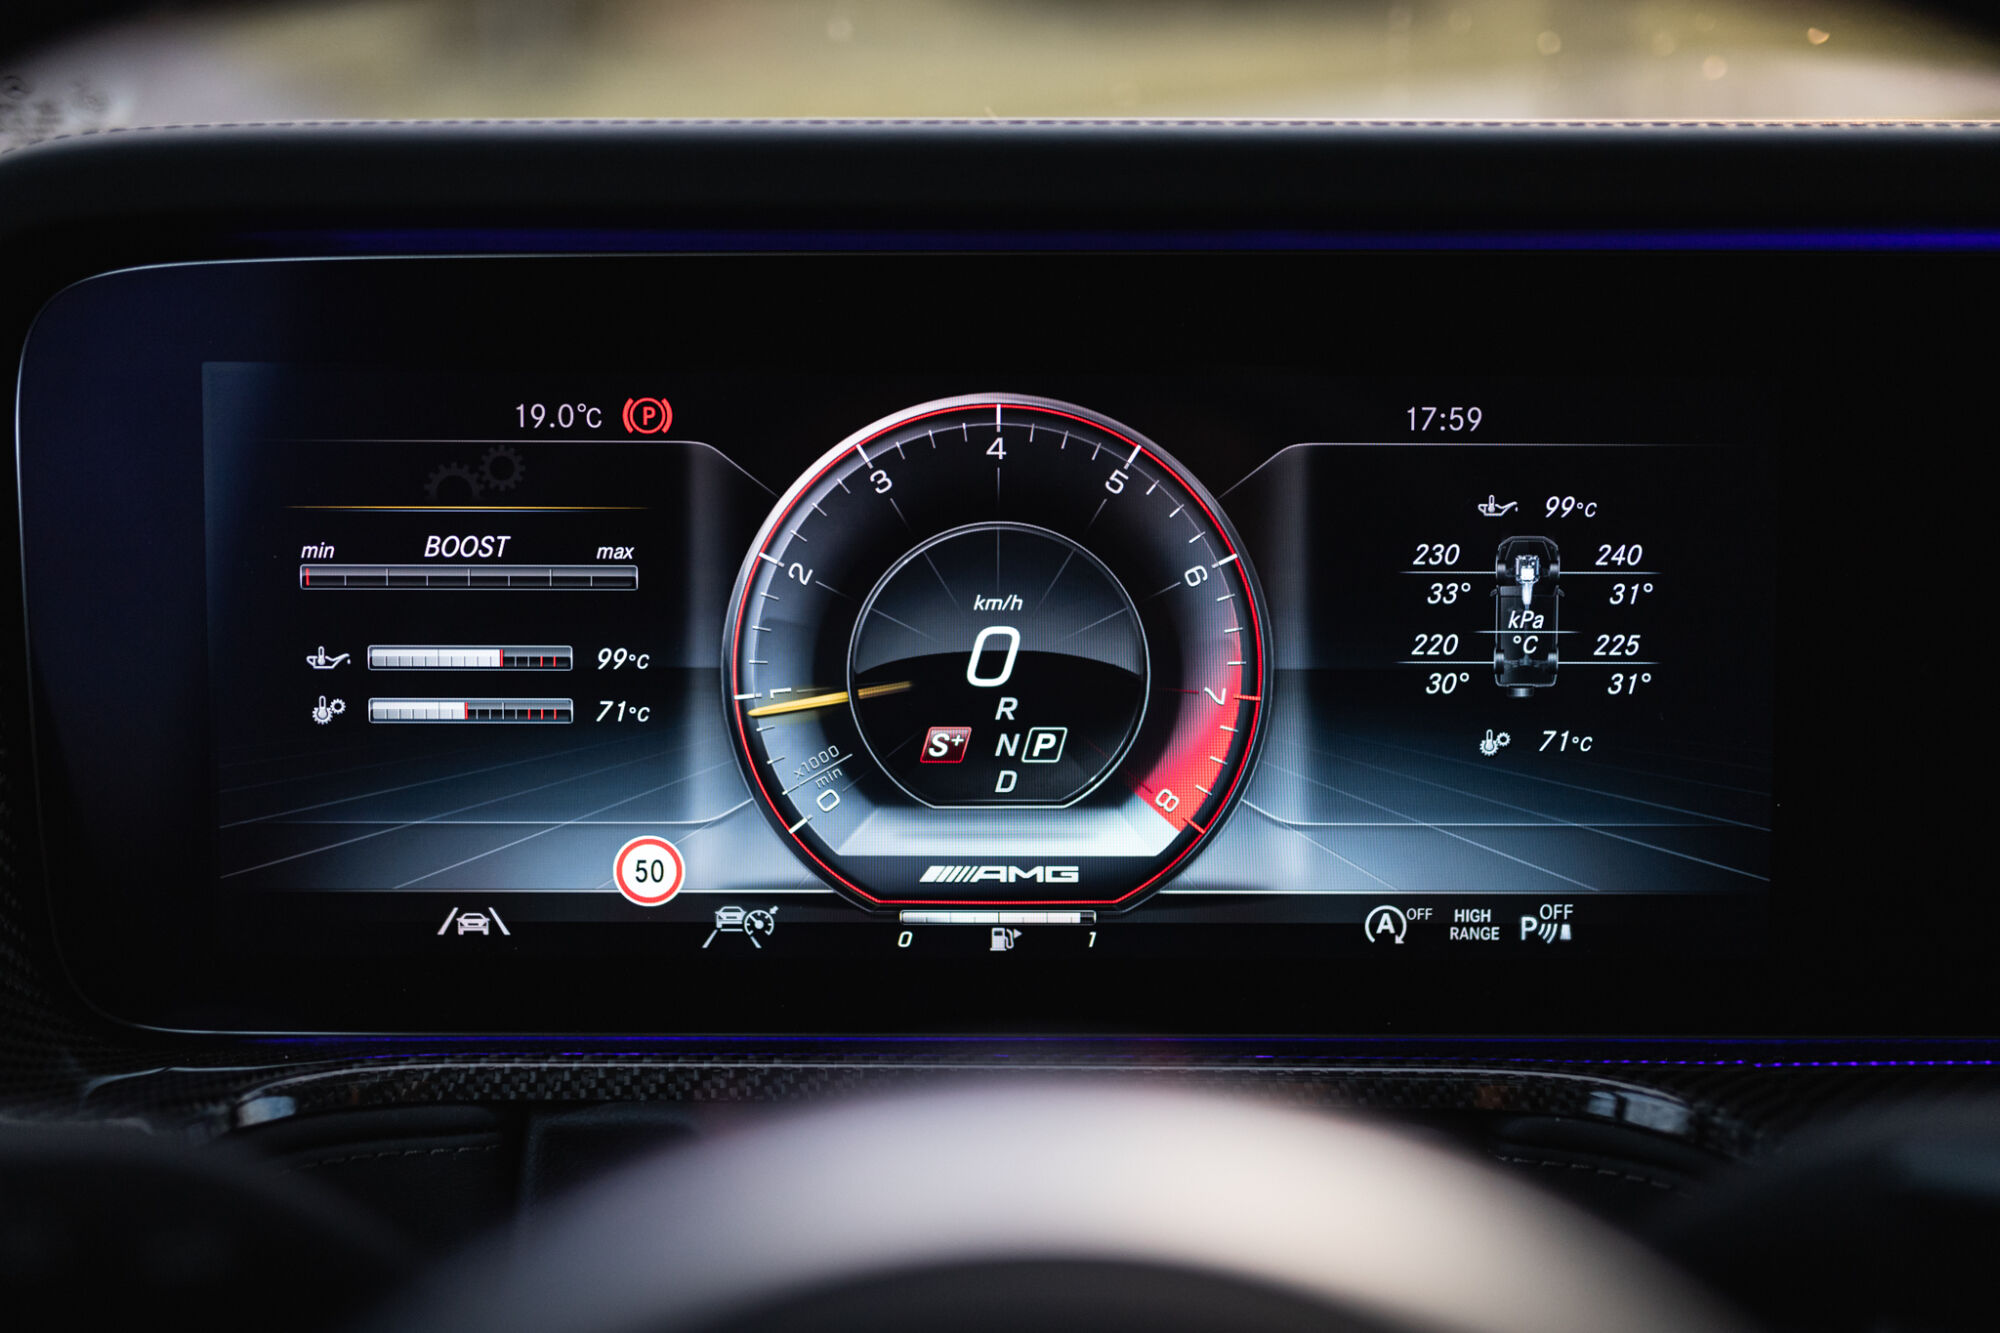 19.0°C P
17:59
BOOST
min max
99°C
71°C
0 1 2 3 4 5 6 7 8
x1000
min
km/h
0
R
S+ N P
D
AMG
50
0 1
99°C
230 240
33° 31°
kPa
°C
220 225
30° 31°
71°C
A OFF
HIGH
RANGE
OFF
P